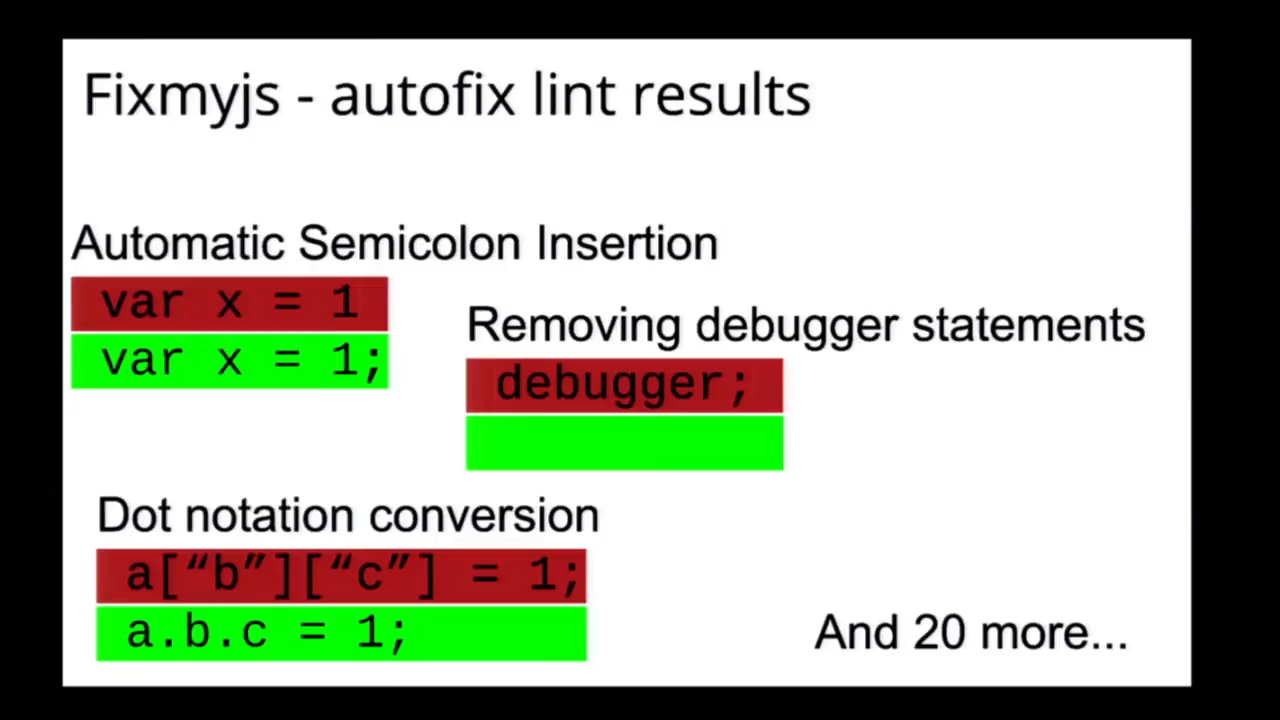 Fixmyjs - autofix lint results
Automatic Semicolon Insertion
var x = 1
var x = 1;
Removing debugger statements
debugger;
Dot notation conversion
a[“b”][“c”] = 1;
a.b.c = 1;
And 20 more...